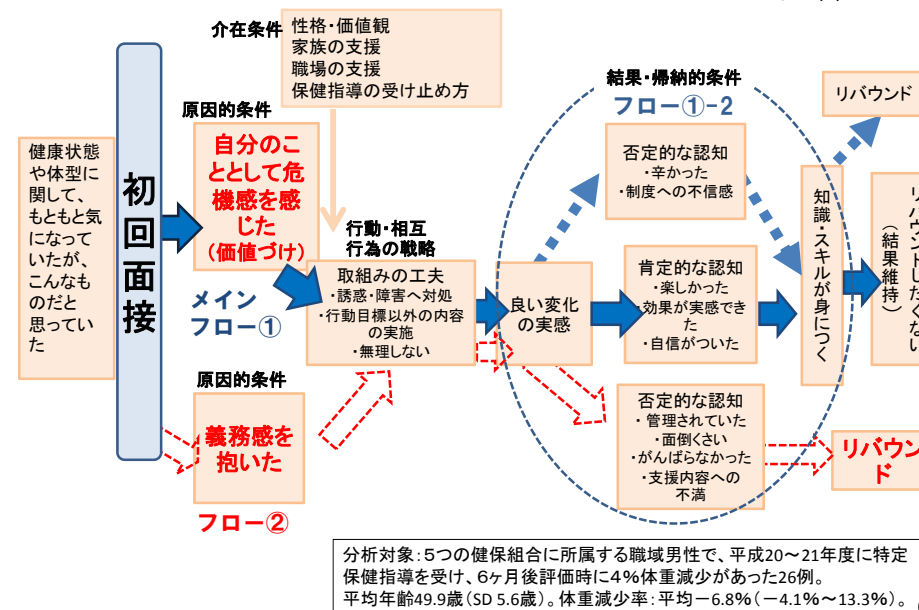 介在条件
性格・価値観
家族の支援
職場の支援
保健指導の受け止め方
原因的条件
自分のこ
ととして危
機感を感
じた
(価値づけ)
健康状態
や体型に
関して、
もともと気
になって
いたが、
こんなも
のだと
思ってい
た
初回面接
メイン
フロー①
行動・相互
行為の戦略
取組みの工夫
・誘惑・障害へ対処
・行動目標以外の内容
の実施
・無理しない
原因的条件
義務感を
抱いた
フロー②
結果・帰納的条件
フロー①-2
否定的な認知
・辛かった
・制度への不信感
良い変化
の実感
肯定的な認知
・楽しかった
・効果が実感でき
た
・自信がついた
否定的な認知
・管理されていた
・面倒くさい
・がんばらなかった
・支援内容への
不満
知識・スキルが身につく
リバウンド
リバウンドしたくない
(結果維持)
リバウン
ド
分析対象:5つの健保組合に所属する職域男性で、平成20~21年度に特定
保健指導を受け、6ヶ月後評価時に4%体重減少があった26例。
平均年齢49.9歳(SD 5.6歳)。体重減少率:平均-6.8%(-4.1%~13.3%)。